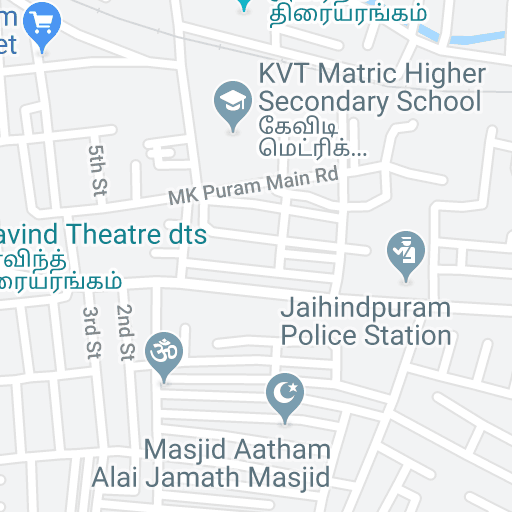 திரையரங்கம்
m
et
KVT Matric Higher
Secondary School
கேவிடி
மெட்ரிக்...
5th St
MK Puram Main Rd
avind Theatre dts
ரவிந்த்
ரையரங்கம்
3rd St
2nd St
Jaihindpuram
Police Station
Masjid Aatham
Alai Jamath Masjid